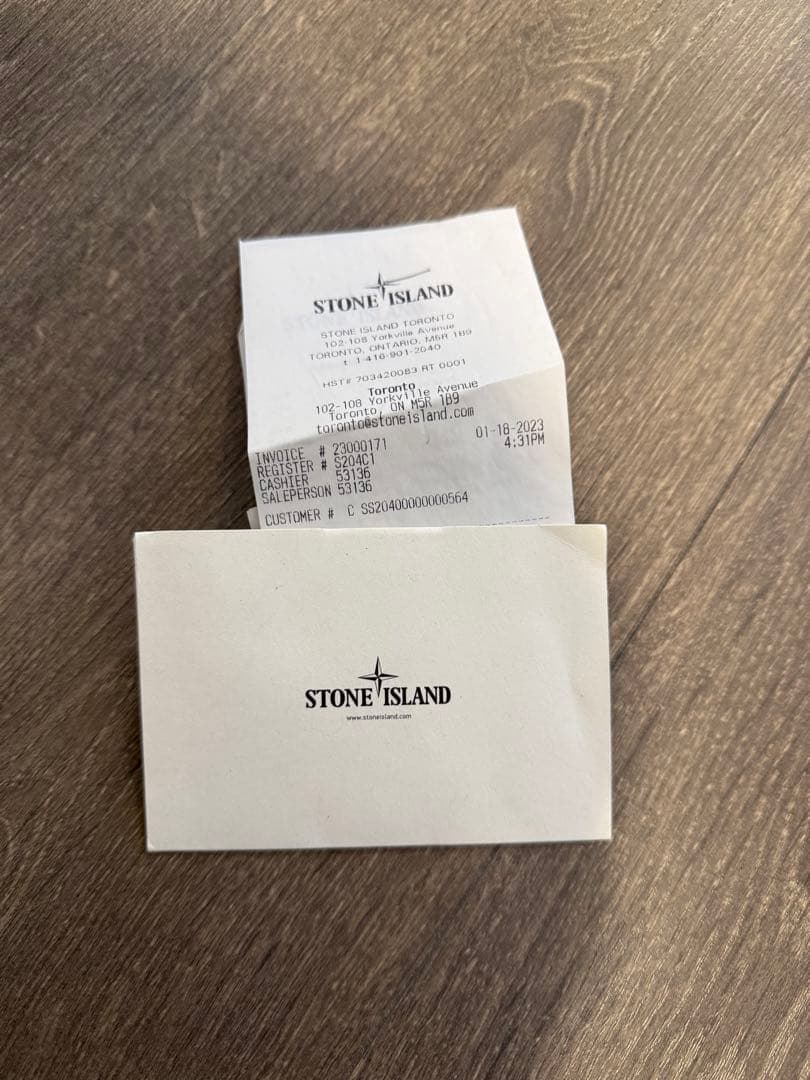 STONE ISLAND
STONE ISLAND TORONTO
102-108 Yorkville Avenue
TORONTO, ONTARIO, M5R 1B9
t. 1-416-901-2040
HST# 703420083 RT 0001
Toronto
102-108 Yorkville Avenue
Toronto, ON M5R 1B9
toronto@stoneisland.com
01-18-2023
INVOICE # 23000171 4:31PM
REGISTER # S204C1
CASHIER 53136
SALEPERSON 53136
CUSTOMER # C SS20400000000564
STONE ISLAND
www.stoneisland.com